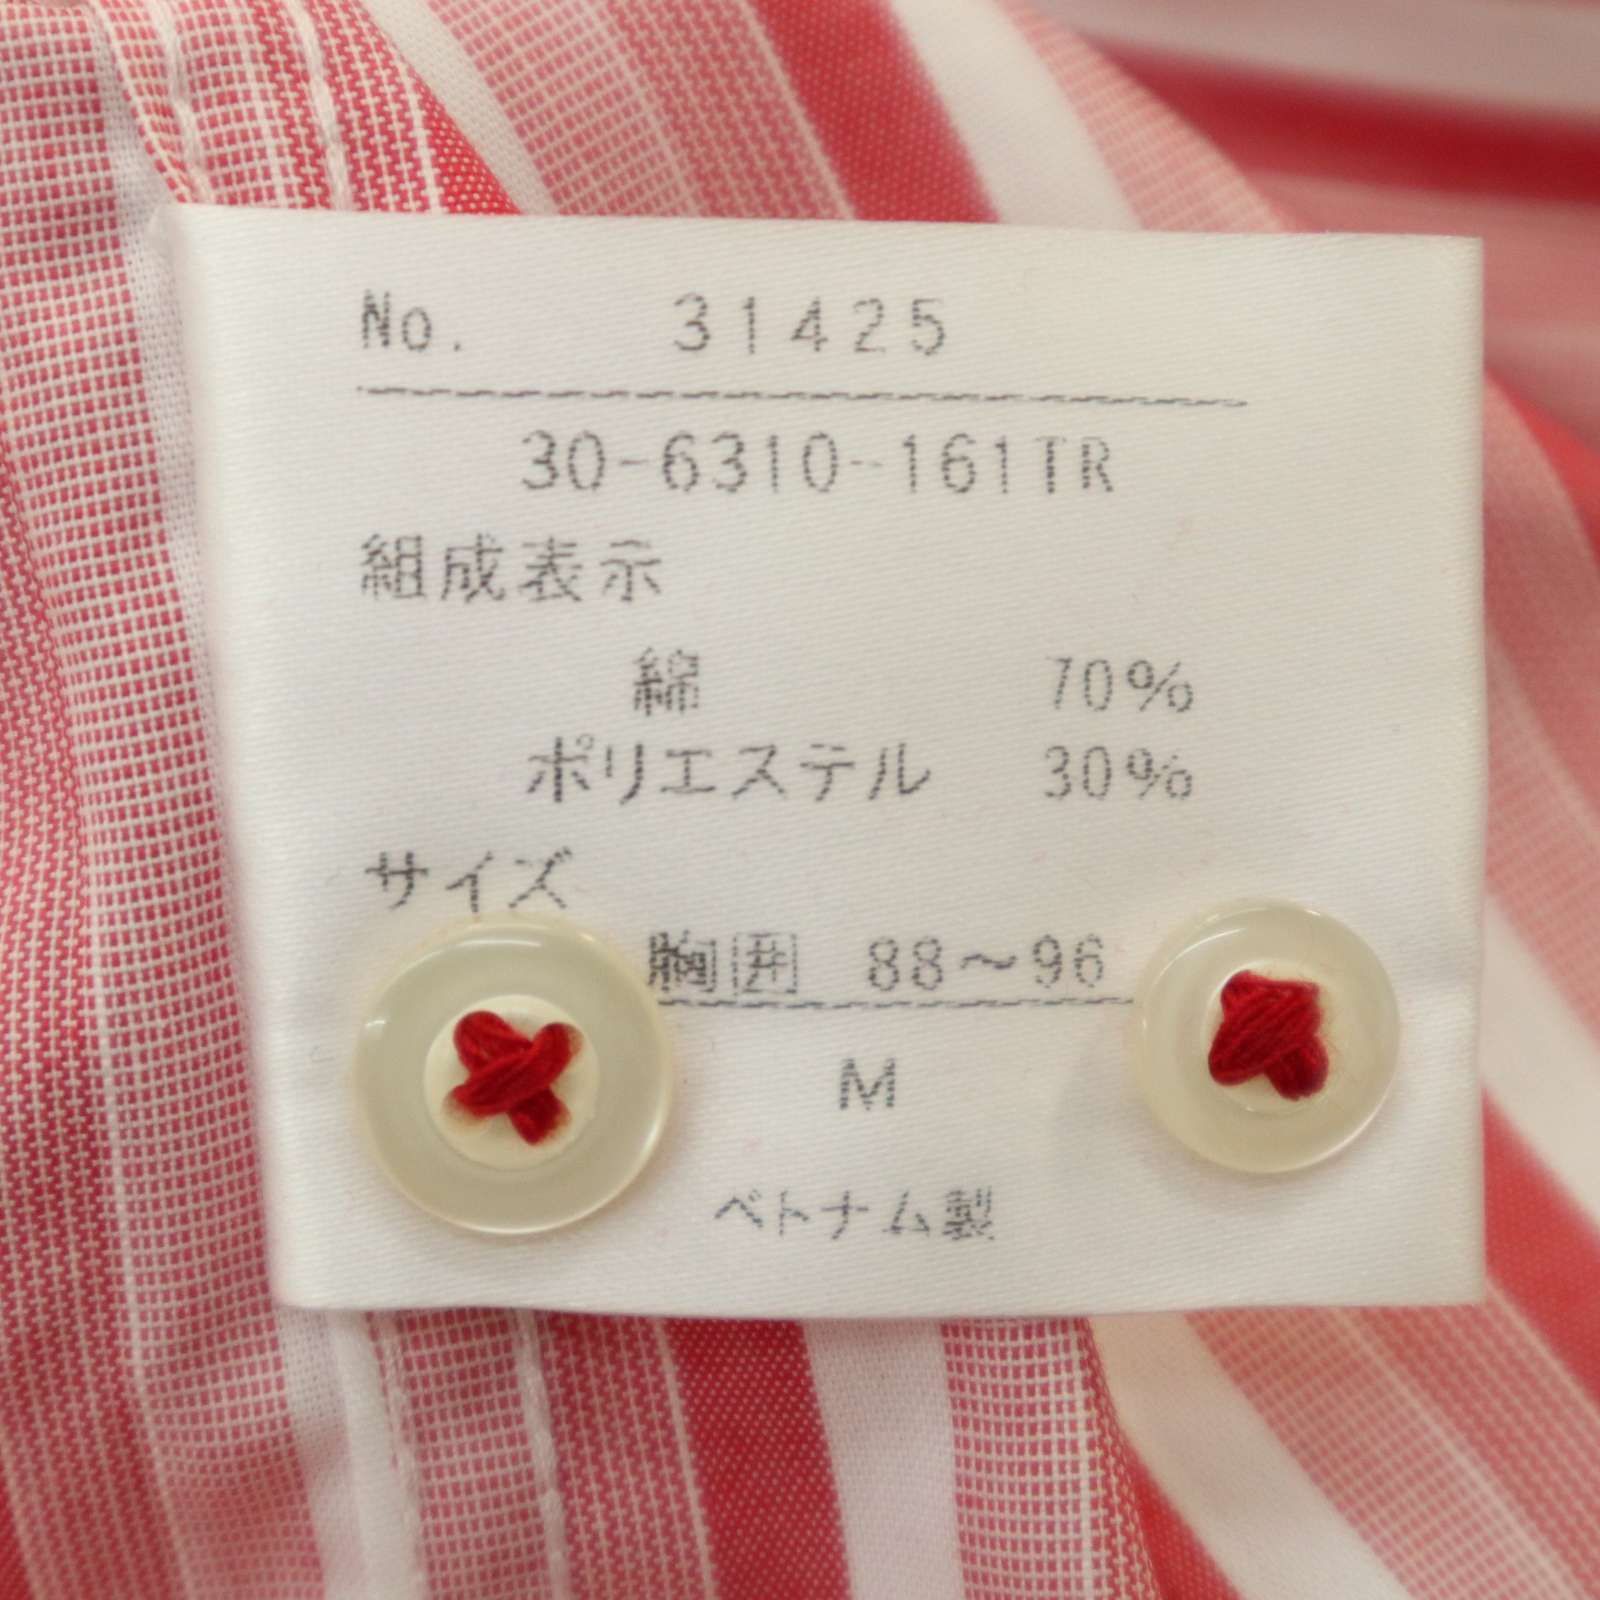 No. 31425
30-6310-161TR
組成表示
綿 70%
ポリエステル 30%
サイズ
胸囲 88～96
M
ベトナム製